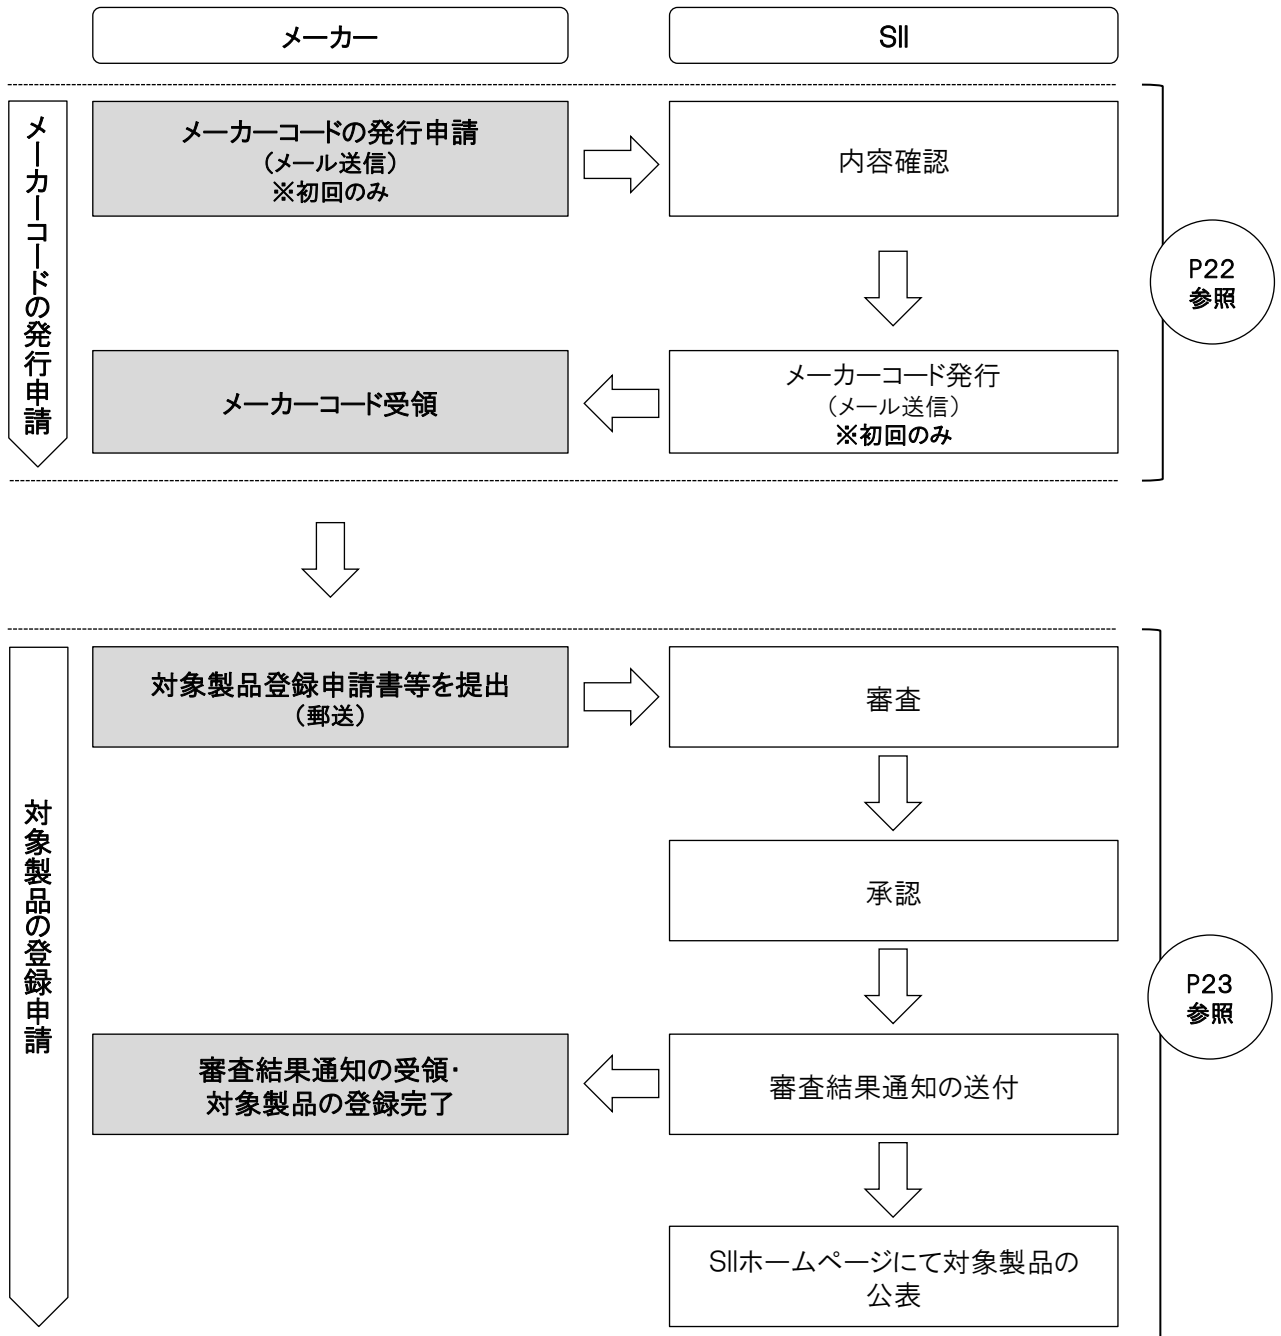 メーカー
SII
メーカーコードの発行申請
メーカーコードの発行申請
（メール送信）
※初回のみ
内容確認
P22
参照
メーカーコード受領
メーカーコード発行
（メール送信）
※初回のみ
対象製品の登録申請
対象製品登録申請書等を提出
（郵送）
審査
承認
P23
参照
審査結果通知の受領・
対象製品の登録完了
審査結果通知の送付
SIIホームページにて対象製品の
公表